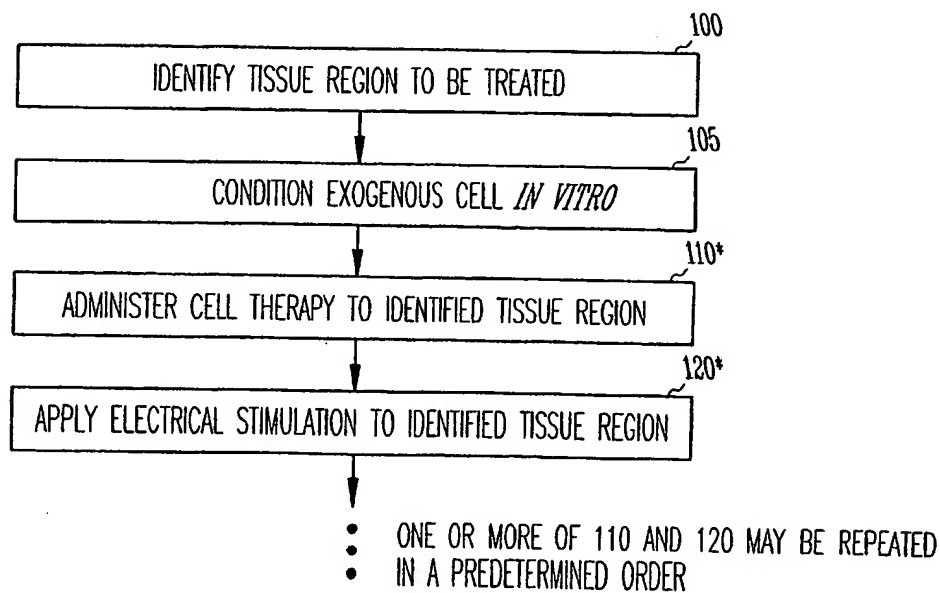 100
IDENTIFY TISSUE REGION TO BE TREATED
105
CONDITION EXOGENOUS CELL IN VITRO
110*
ADMINISTER CELL THERAPY TO IDENTIFIED TISSUE REGION
120*
APPLY ELECTRICAL STIMULATION TO IDENTIFIED TISSUE REGION
ONE OR MORE OF 110 AND 120 MAY BE REPEATED
IN A PREDETERMINED ORDER